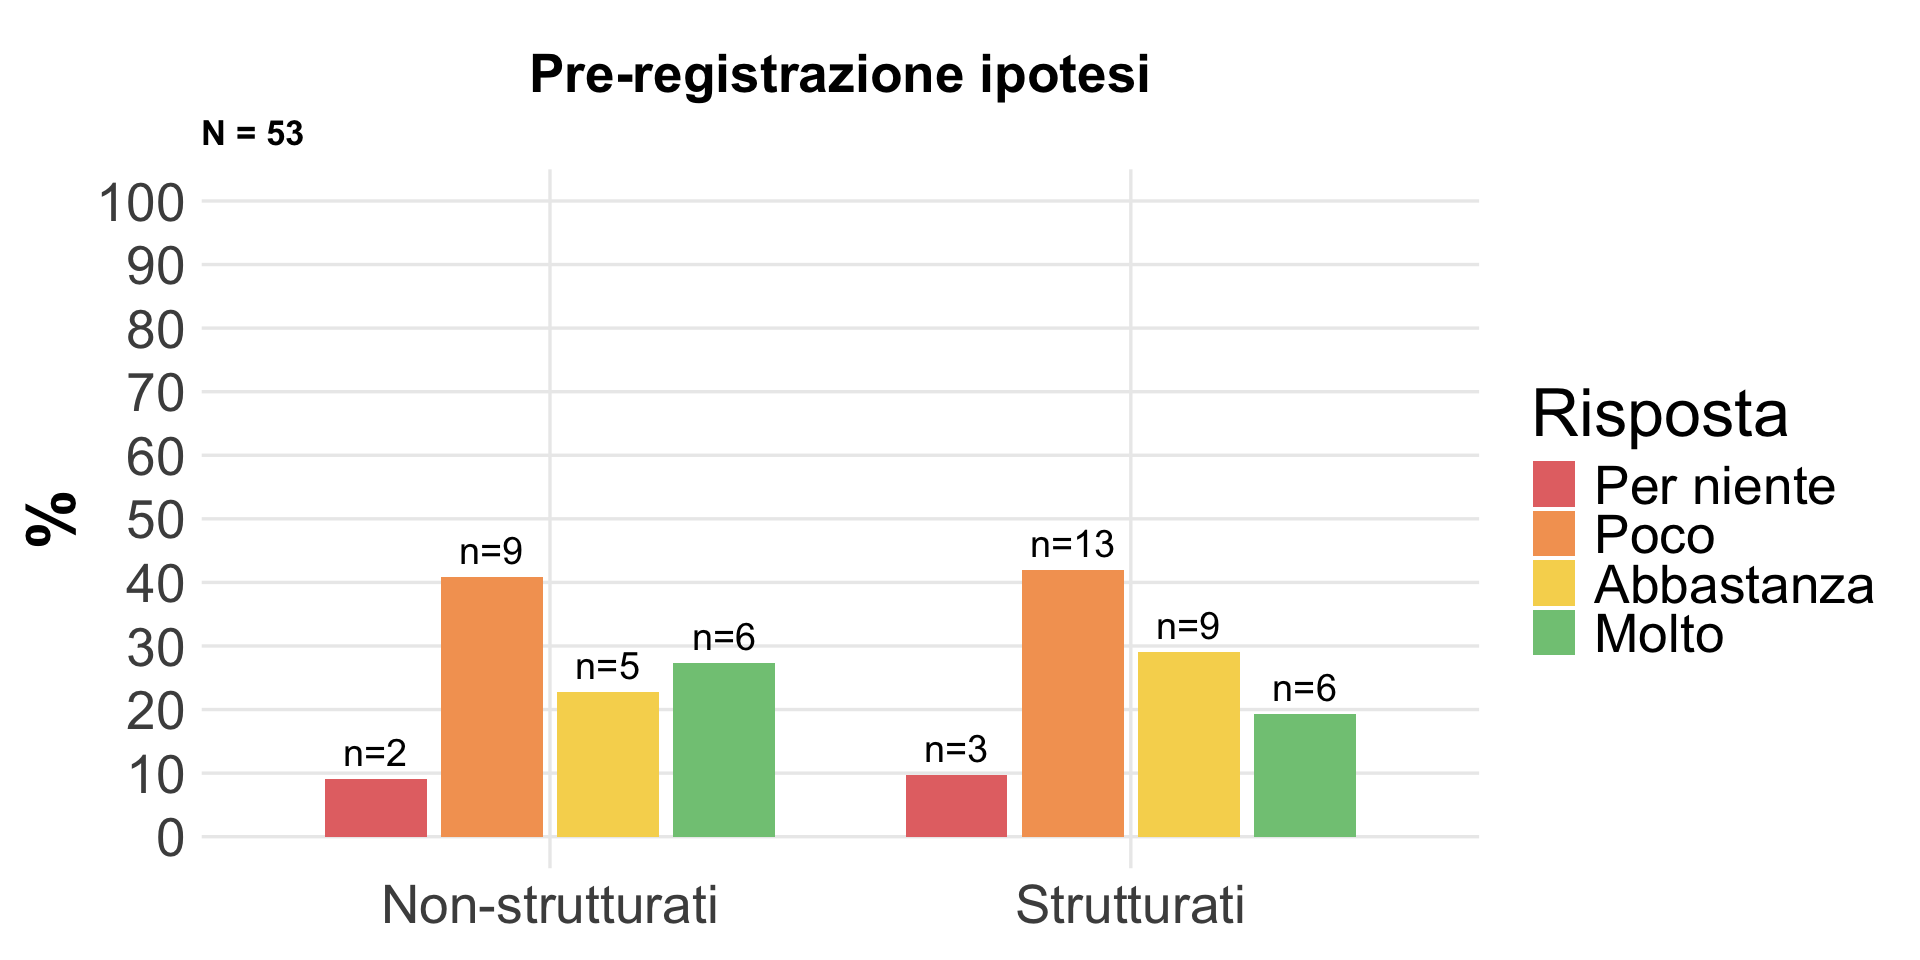 Pre-registrazione ipotesi
N = 53
100
90
80
70
60
50
40
30
20
10
0
%
n=2
n=9
n=5
n=6
n=3
n=13
n=9
n=6
Non-strutturati
Strutturati
Risposta
Per niente
Poco
Abbastanza
Molto